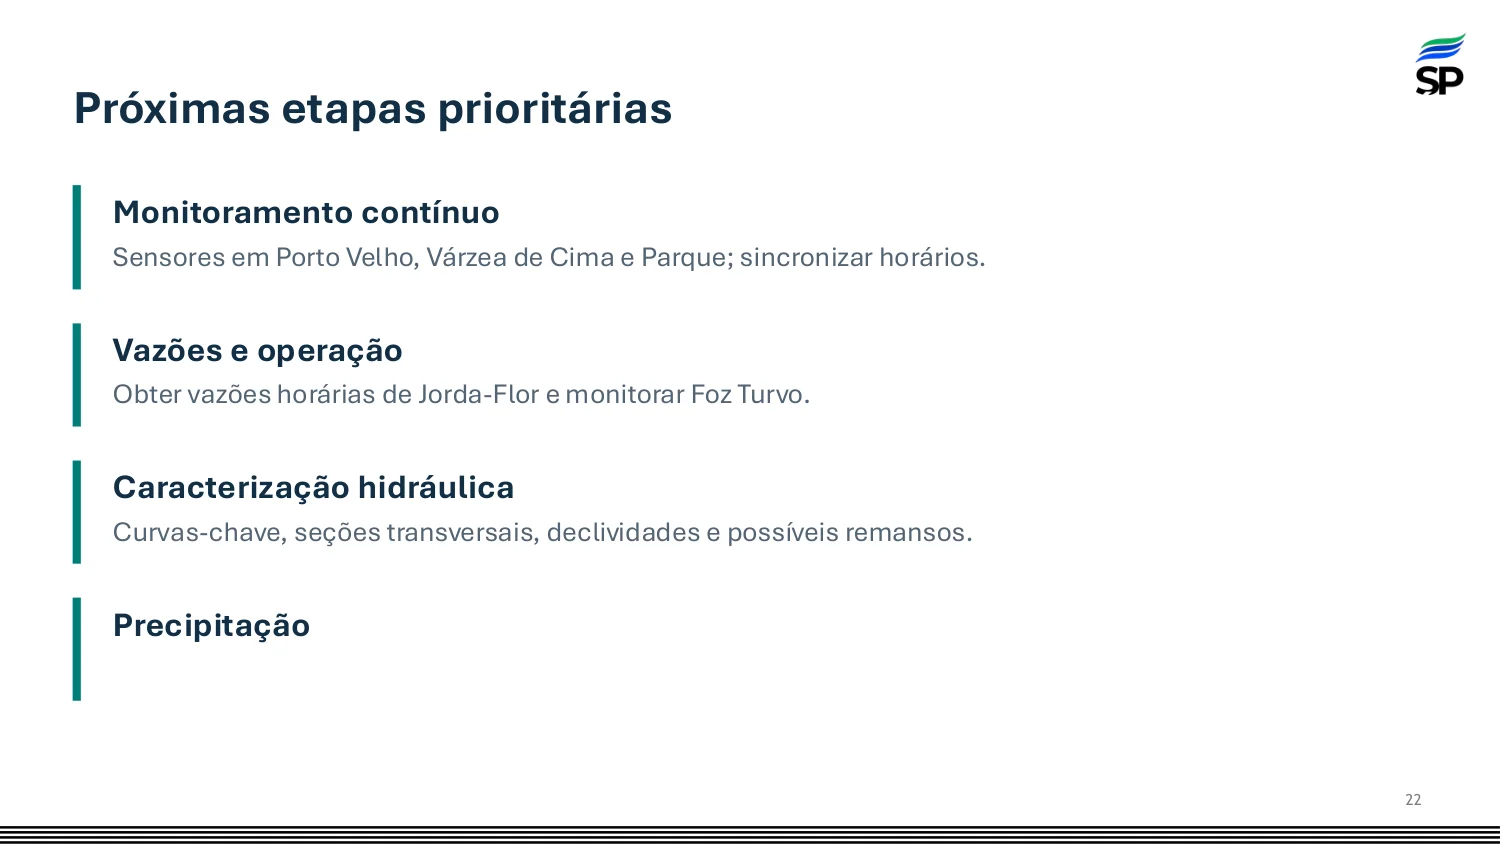 SP
Próximas etapas prioritárias
Monitoramento contínuo
Sensores em Porto Velho, Várzea de Cima e Parque; sincronizar horários.
Vazões e operação
Obter vazões horárias de Jorda-Flor e monitorar Foz Turvo.
Caracterização hidráulica
Curvas-chave, seções transversais, declividades e possíveis remansos.
Precipitação
22